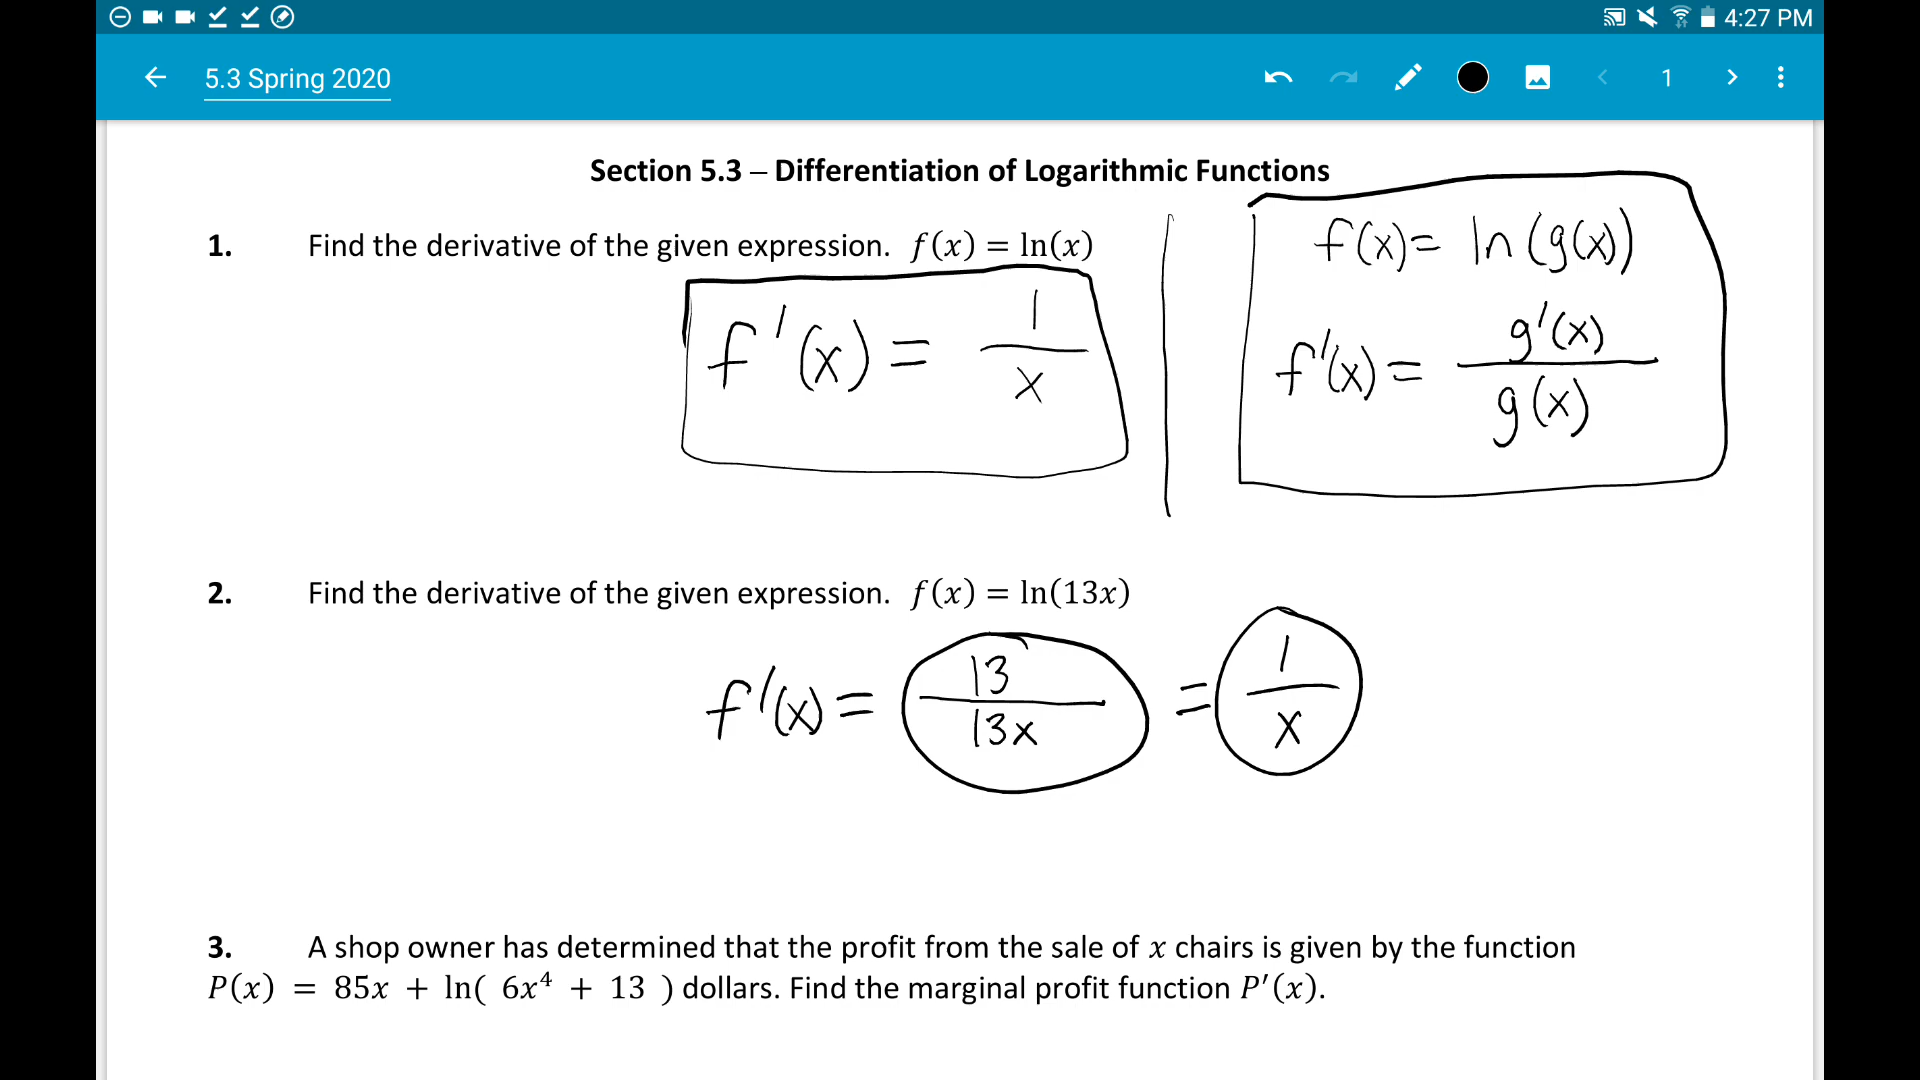 4:27 PM
5.3 Spring 2020
1
Section 5.3 – Differentiation of Logarithmic Functions
1. Find the derivative of the given expression. f(x) = ln(x)
f'(x) = 1/x
f(x) = ln(g(x))
f'(x) = g'(x)/g(x)
2. Find the derivative of the given expression. f(x) = ln(13x)
f'(x) = 13/13x = 1/x
3. A shop owner has determined that the profit from the sale of x chairs is given by the function
P(x) = 85x + ln( 6x⁴ + 13 ) dollars. Find the marginal profit function P′(x).